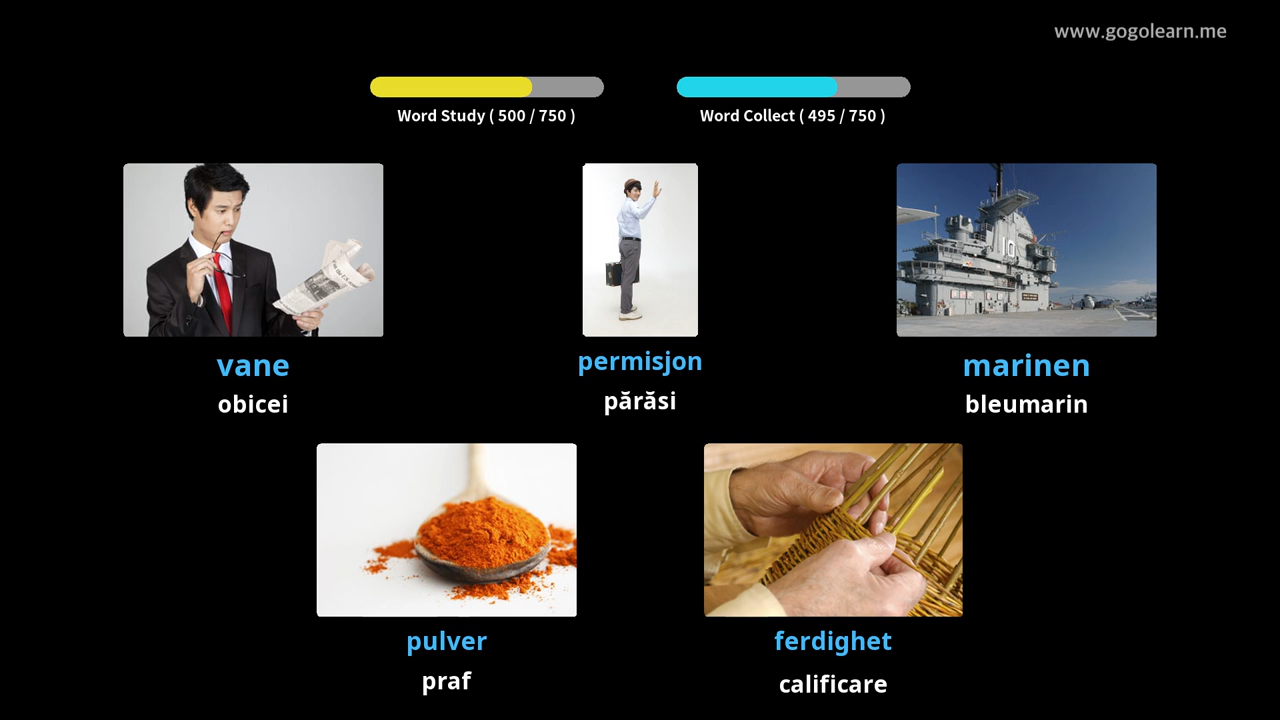 www.gogolearn.me
Word Study ( 500 / 750 )
Word Collect ( 495 / 750 )
vane
obicei
permisjon
părăsi
16
marinen
bleumarin
pulver
praf
ferdighet
calificare